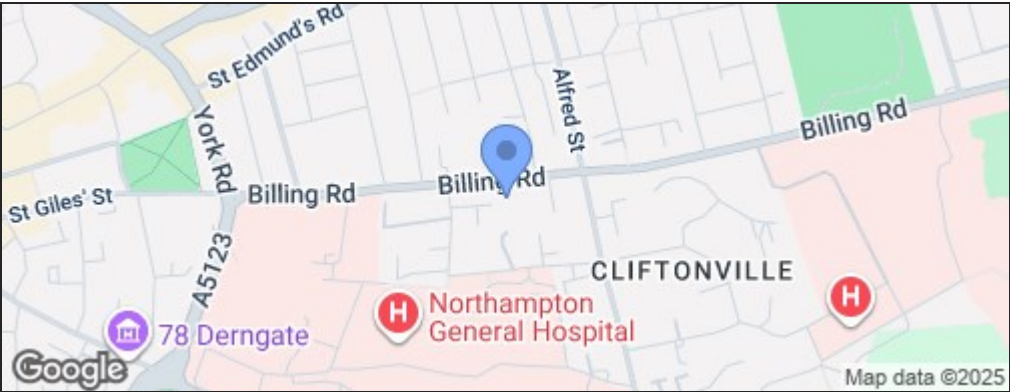 St Edmund's Rd
York Rd
Alfred St
Billing Rd
Billing Rd
Billing Rd
St Giles' St
A5123
CLIFTONVILLE
H
Northampton
General Hospital
H
78 Derngate
Google
Map data ©2025